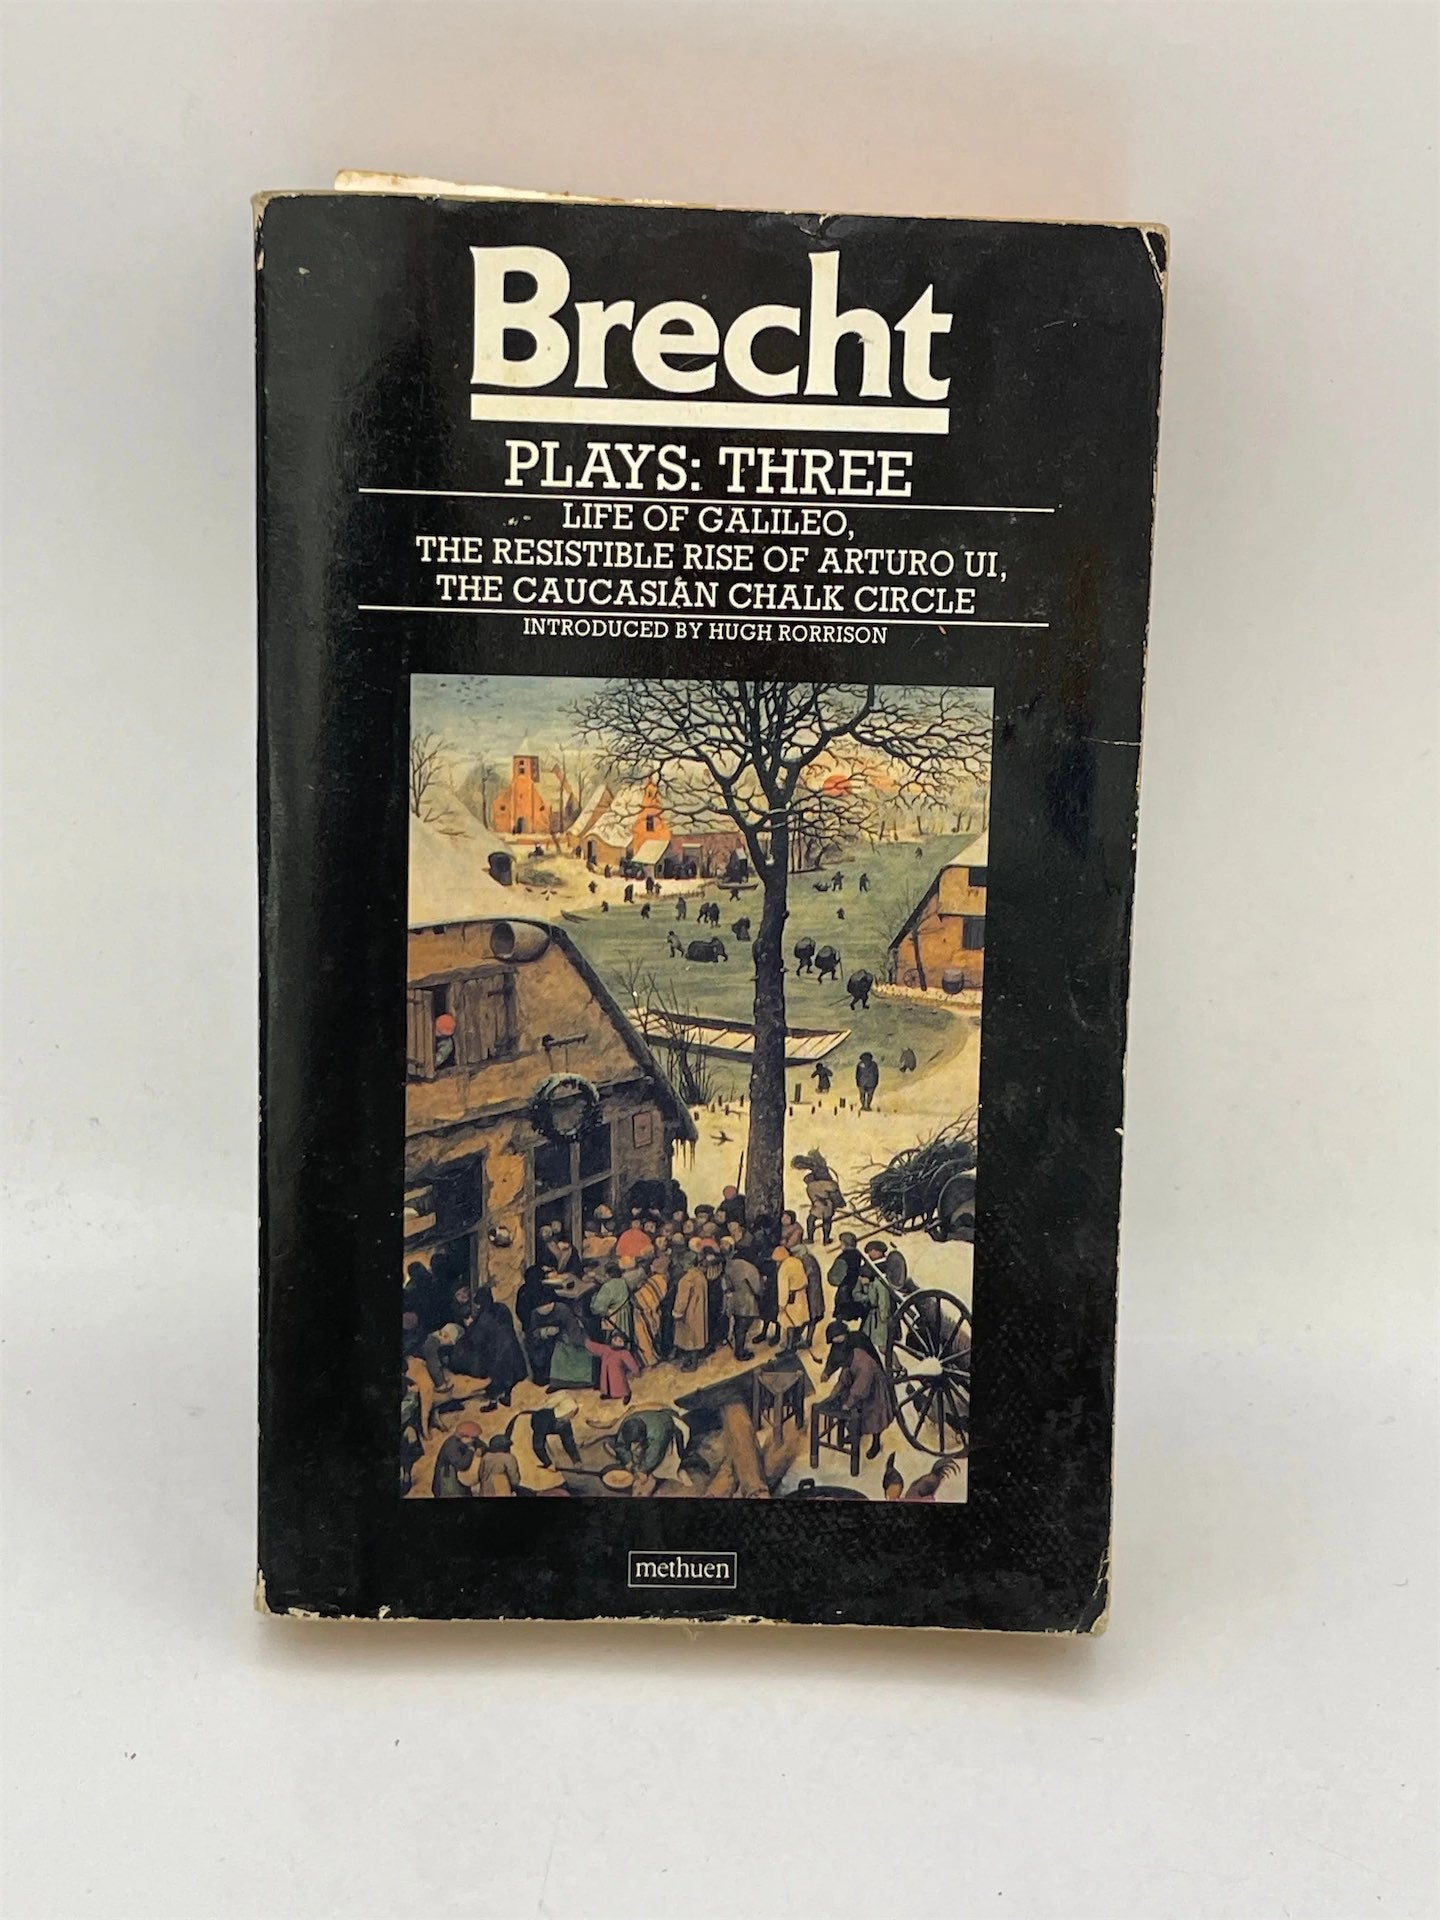 Brecht
PLAYS: THREE
LIFE OF GALILEO,
THE RESISTIBLE RISE OF ARTURO UI,
THE CAUCASIAN CHALK CIRCLE
INTRODUCED BY HUGH RORRISON
methuen